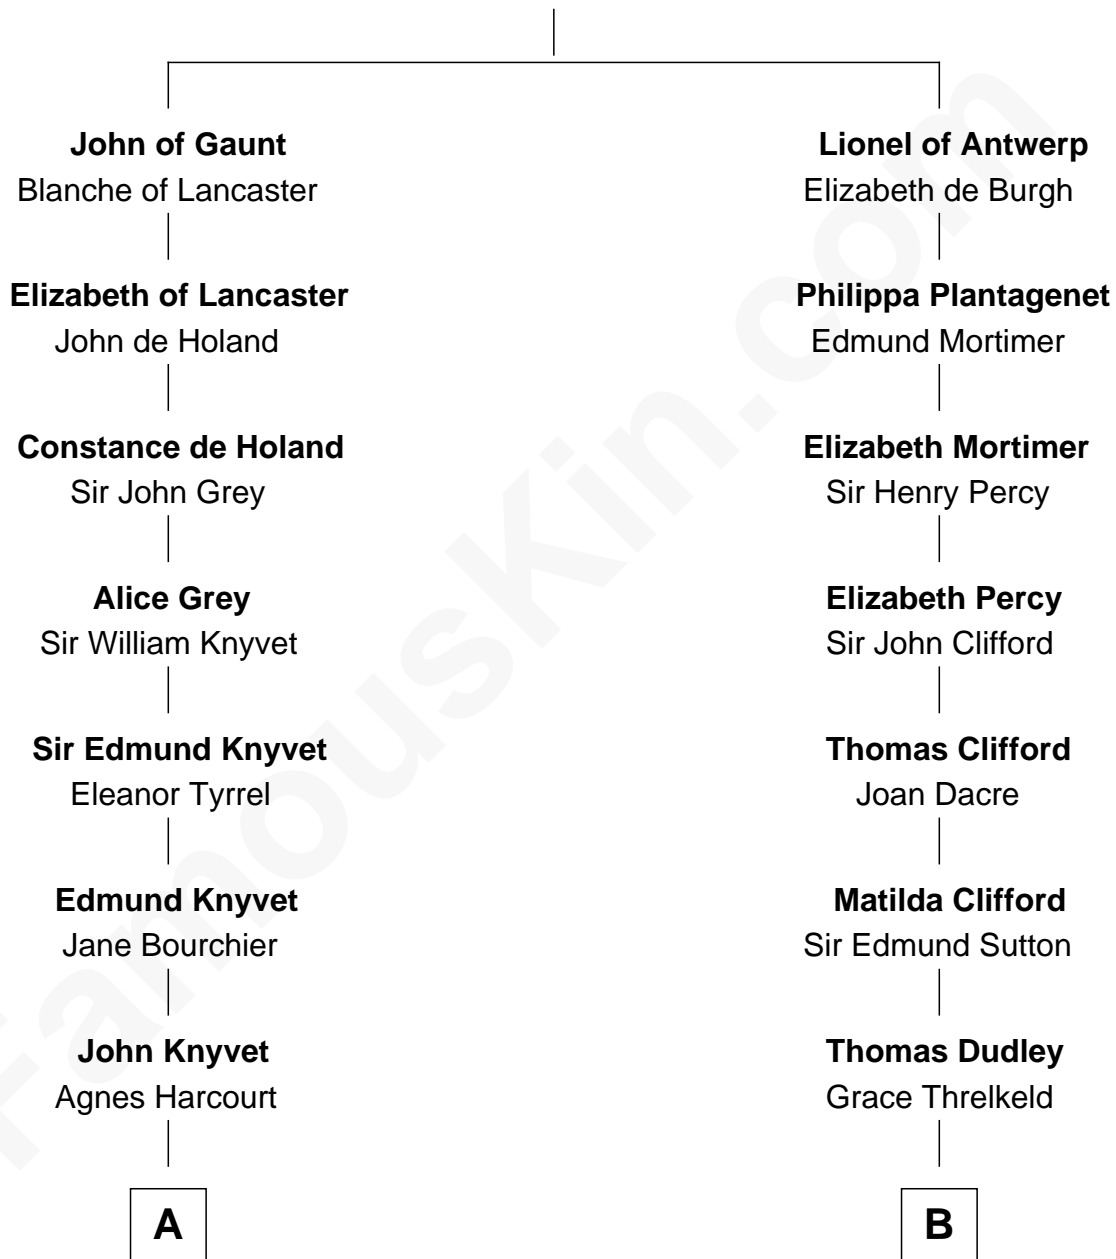 John of Gaunt
Blanche of Lancaster
Lionel of Antwerp
Elizabeth de Burgh
Elizabeth of Lancaster
John de Holand
Philippa Plantagenet
Edmund Mortimer
Constance de Holand
Sir John Grey
Elizabeth Mortimer
Sir Henry Percy
Alice Grey
Sir William Knyvet
Elizabeth Percy
Sir John Clifford
Sir Edmund Knyvet
Eleanor Tyrrel
Thomas Clifford
Joan Dacre
Edmund Knyvet
Jane Bourchier
Matilda Clifford
Sir Edmund Sutton
John Knyvet
Agnes Harcourt
Thomas Dudley
Grace Threlkeld
A
B
FamousKin.com